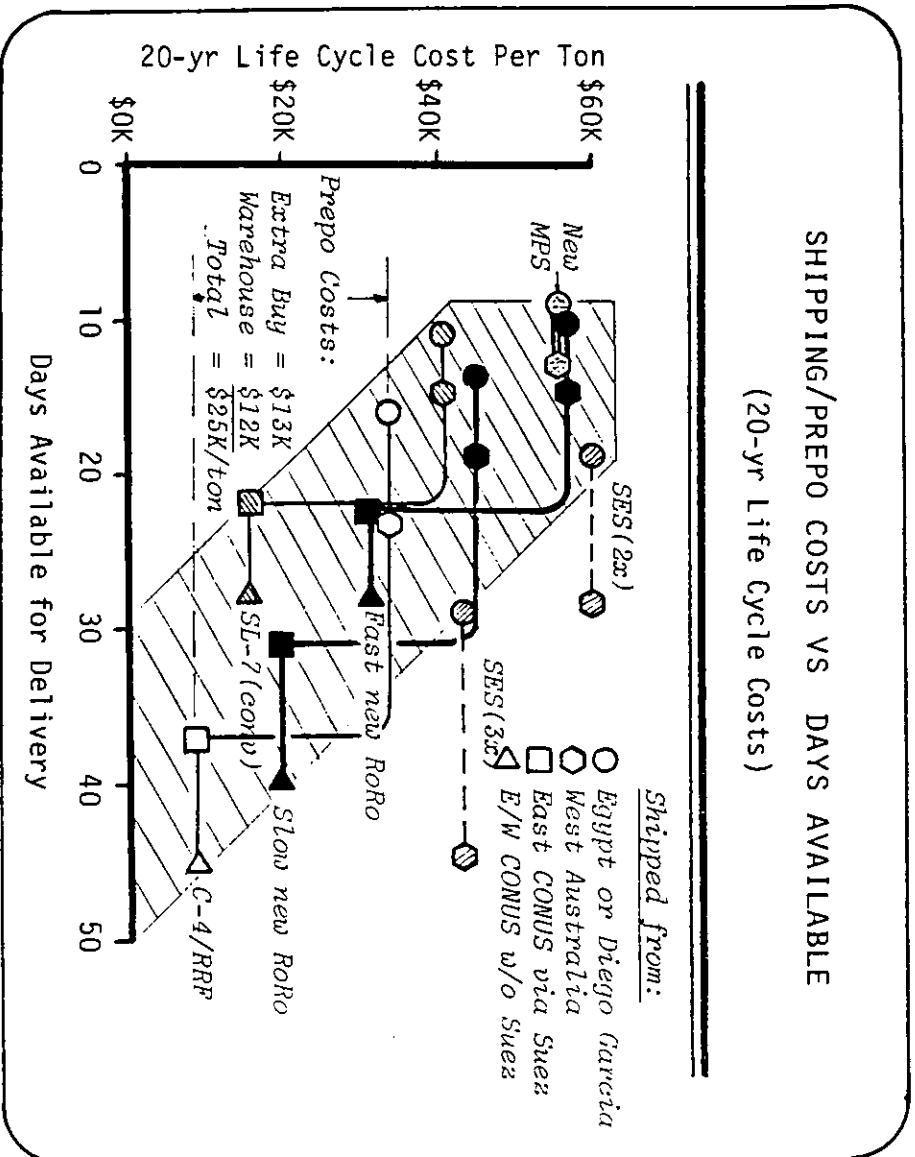 SHIPPING/PREPO COSTS VS DAYS AVAILABLE
(20-yr Life Cycle Costs)
20-yr Life Cycle Cost Per Ton
$60K
$40K
$20K
$0K
0
10
20
30
40
50
Days Available for Delivery
Shipped from:
Egypt or Diego Garcia
West Australia
East CONUS via Suez
E/W CONUS w/o Suez
New
MPS
SES(2x)
SES(3x)
Prepo Costs:
Extra Buy = $13K
Warehouse = $12K
Total = $25K/ton
Fast new RoRo
SL-7(conv)
Slow new RoRo
C-4/RRF